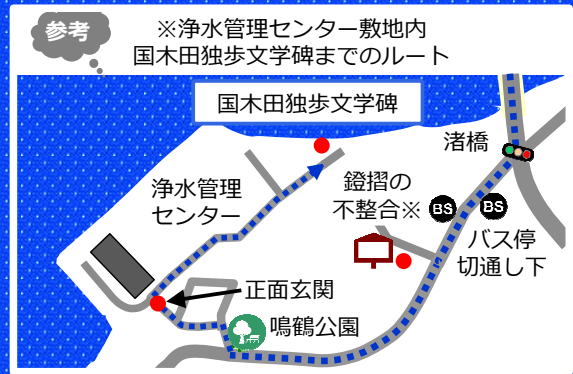 参考
※浄水管理センター敷地内
国木田独歩文学碑までのルート
国木田独歩文学碑
渚橋
浄水管理
センター
鐙摺の
不整合※
BS
BS
バス停
切通し下
正面玄関
鳴鶴公園